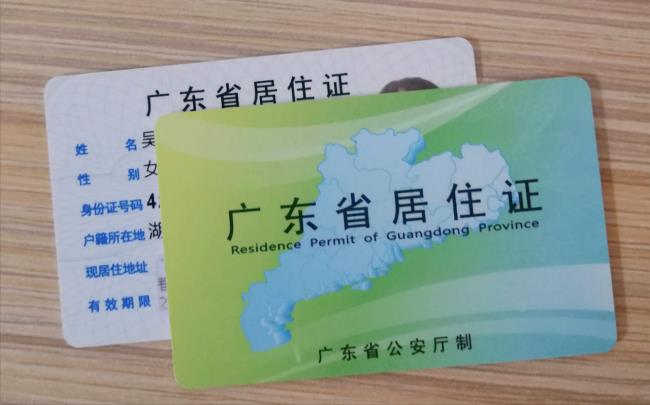 广东省居住证
姓 名 吴
性 别 女
身份证号码 4
户籍所在地 湖
现居住地址
有效期限 2
广东省居住证
Residence Permit of Guangdong Province
广东省公安厅制